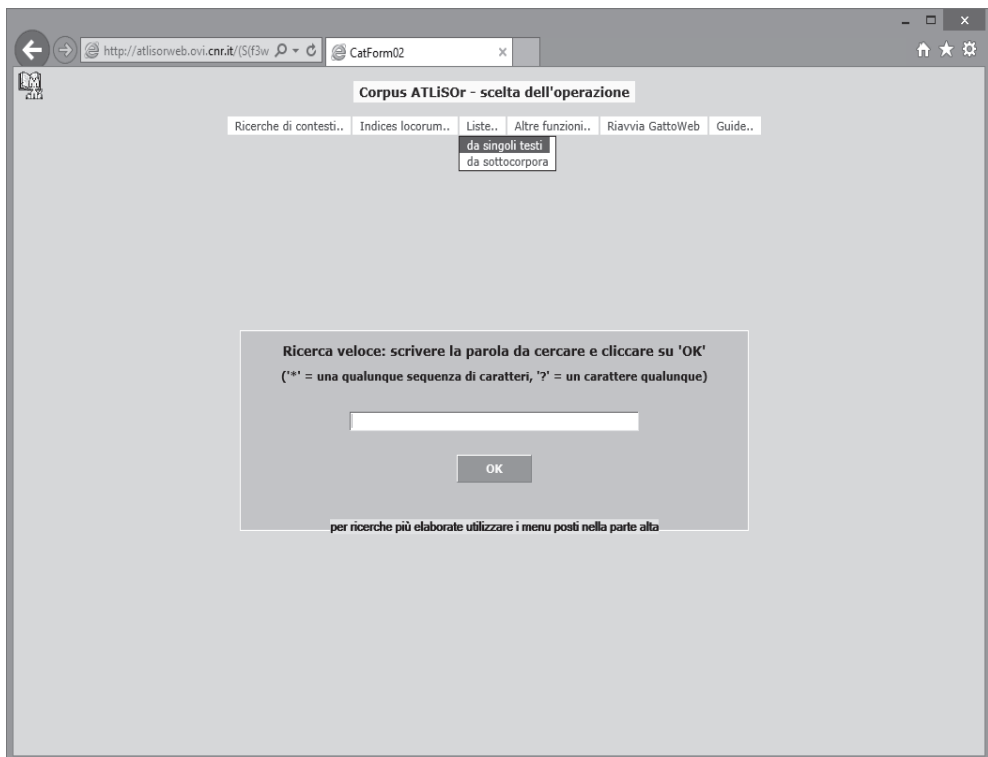 http://atlisorweb.ovi.cnr.it/(S(f3w
CatForm02
Corpus ATLiSOr - scelta dell'operazione
Ricerche di contesti.. Indices locorum.. Liste.. Altre funzioni.. Riavvia GattoWeb Guide..
da singoli testi
da sottocorpora
Ricerca veloce: scrivere la parola da cercare e cliccare su 'OK'
('*' = una qualunque sequenza di caratteri, '?' = un carattere qualunque)
OK
per ricerche più elaborate utilizzare i menu posti nella parte alta